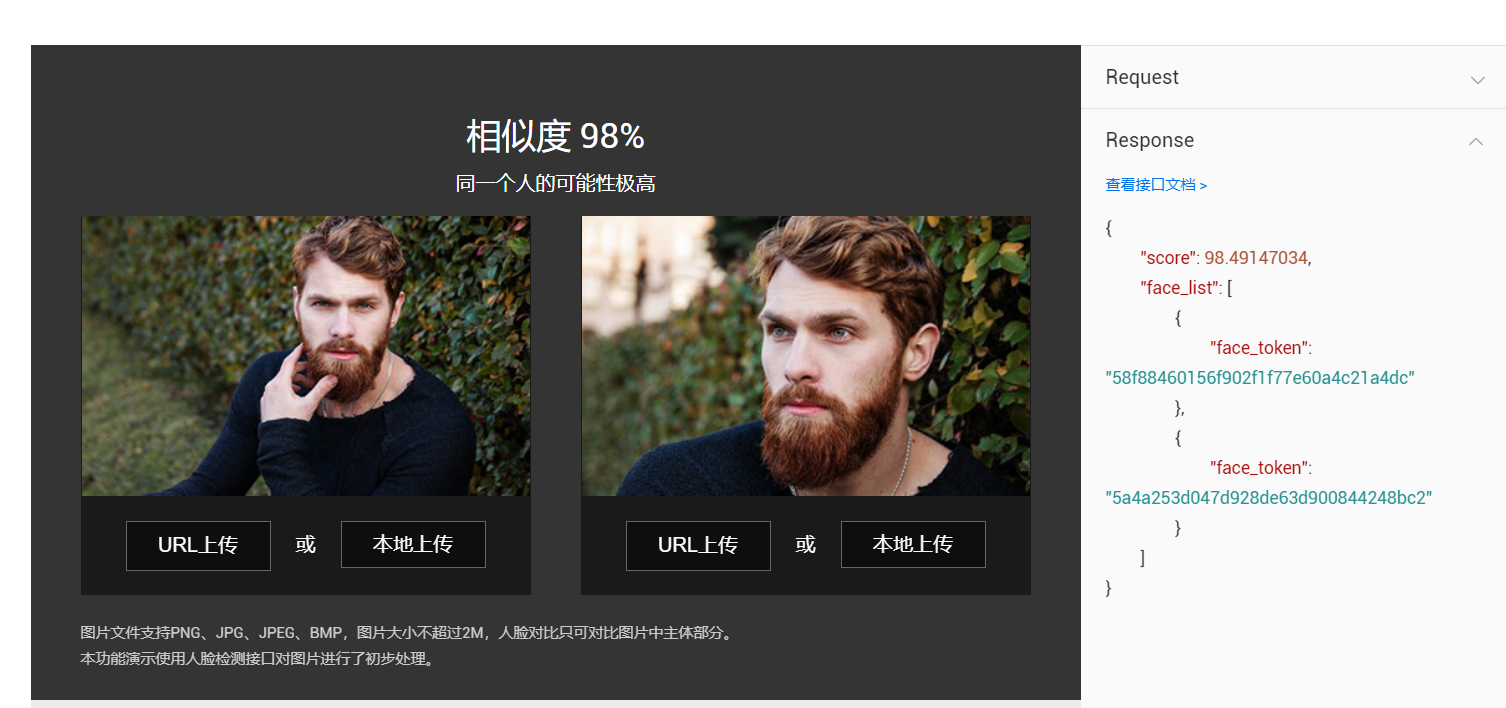 相似度 98%
同一个人的可能性极高
URL上传 或 本地上传
URL上传 或 本地上传
图片文件支持PNG、JPG、JPEG、BMP，图片大小不超过2M，人脸对比只可对比图片中主体部分。
本功能演示使用人脸检测接口对图片进行了初步处理。
Request
Response
查看接口文档 >
{
"score": 98.49147034,
"face_list": [
{
"face_token":
"58f88460156f902f1f77e60a4c21a4dc"
},
{
"face_token":
"5a4a253d047d928de63d900844248bc2"
}
]
}